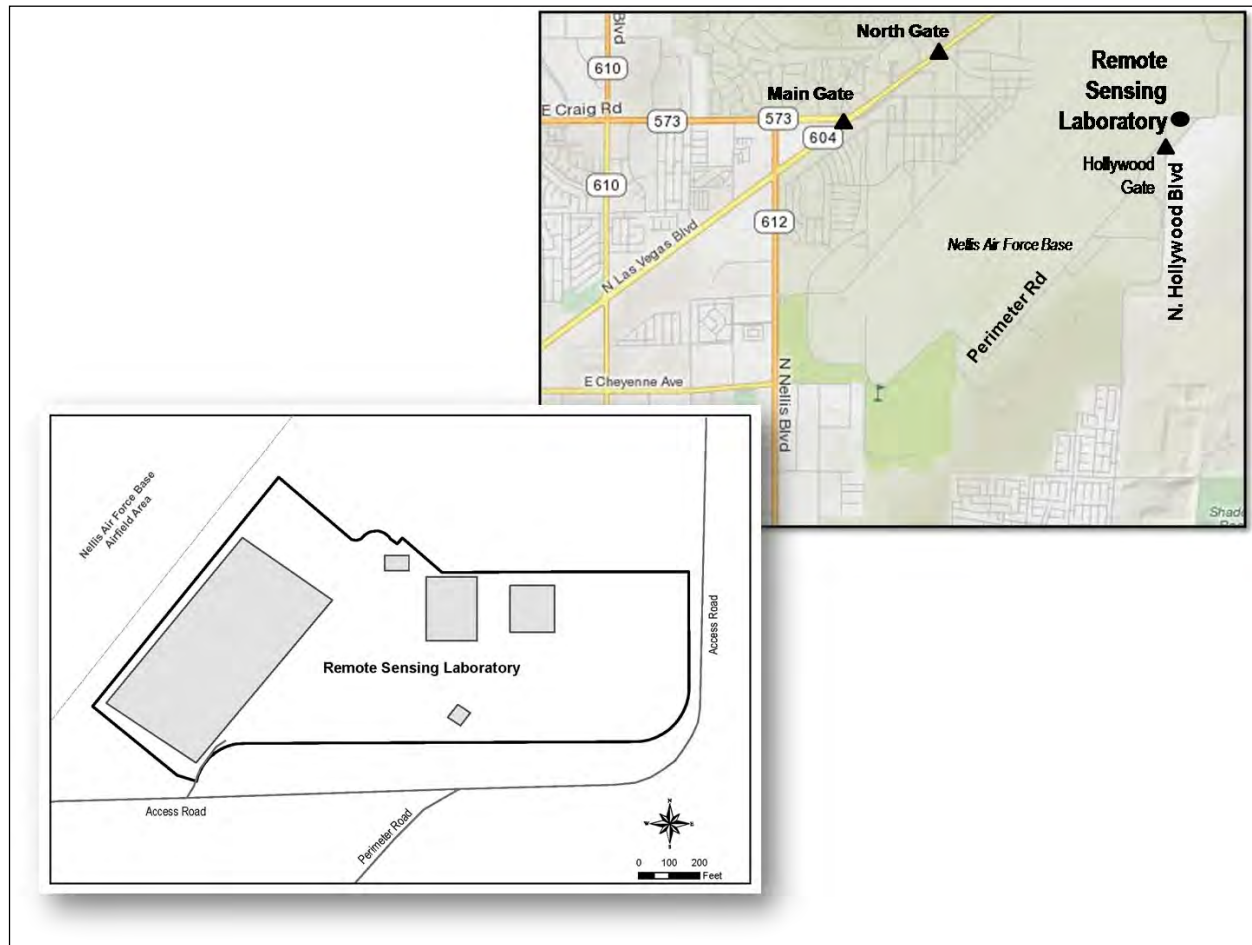 Blvd
610
North Gate
Remote
Sensing
Laboratory
Main Gate
E Craig Rd
573
573
604
Hollywood
Gate
610
N. Hollywood Blvd
612
N Las Vegas Blvd
Nellis Air Force Base
Perimeter Rd
E Cheyenne Ave
N Nellis Blvd
Nellis Air Force Base
Airfield Area
Access Road
Remote Sensing Laboratory
Access Road
Perimeter Road
N
W
E
S
0 100 200
Feet